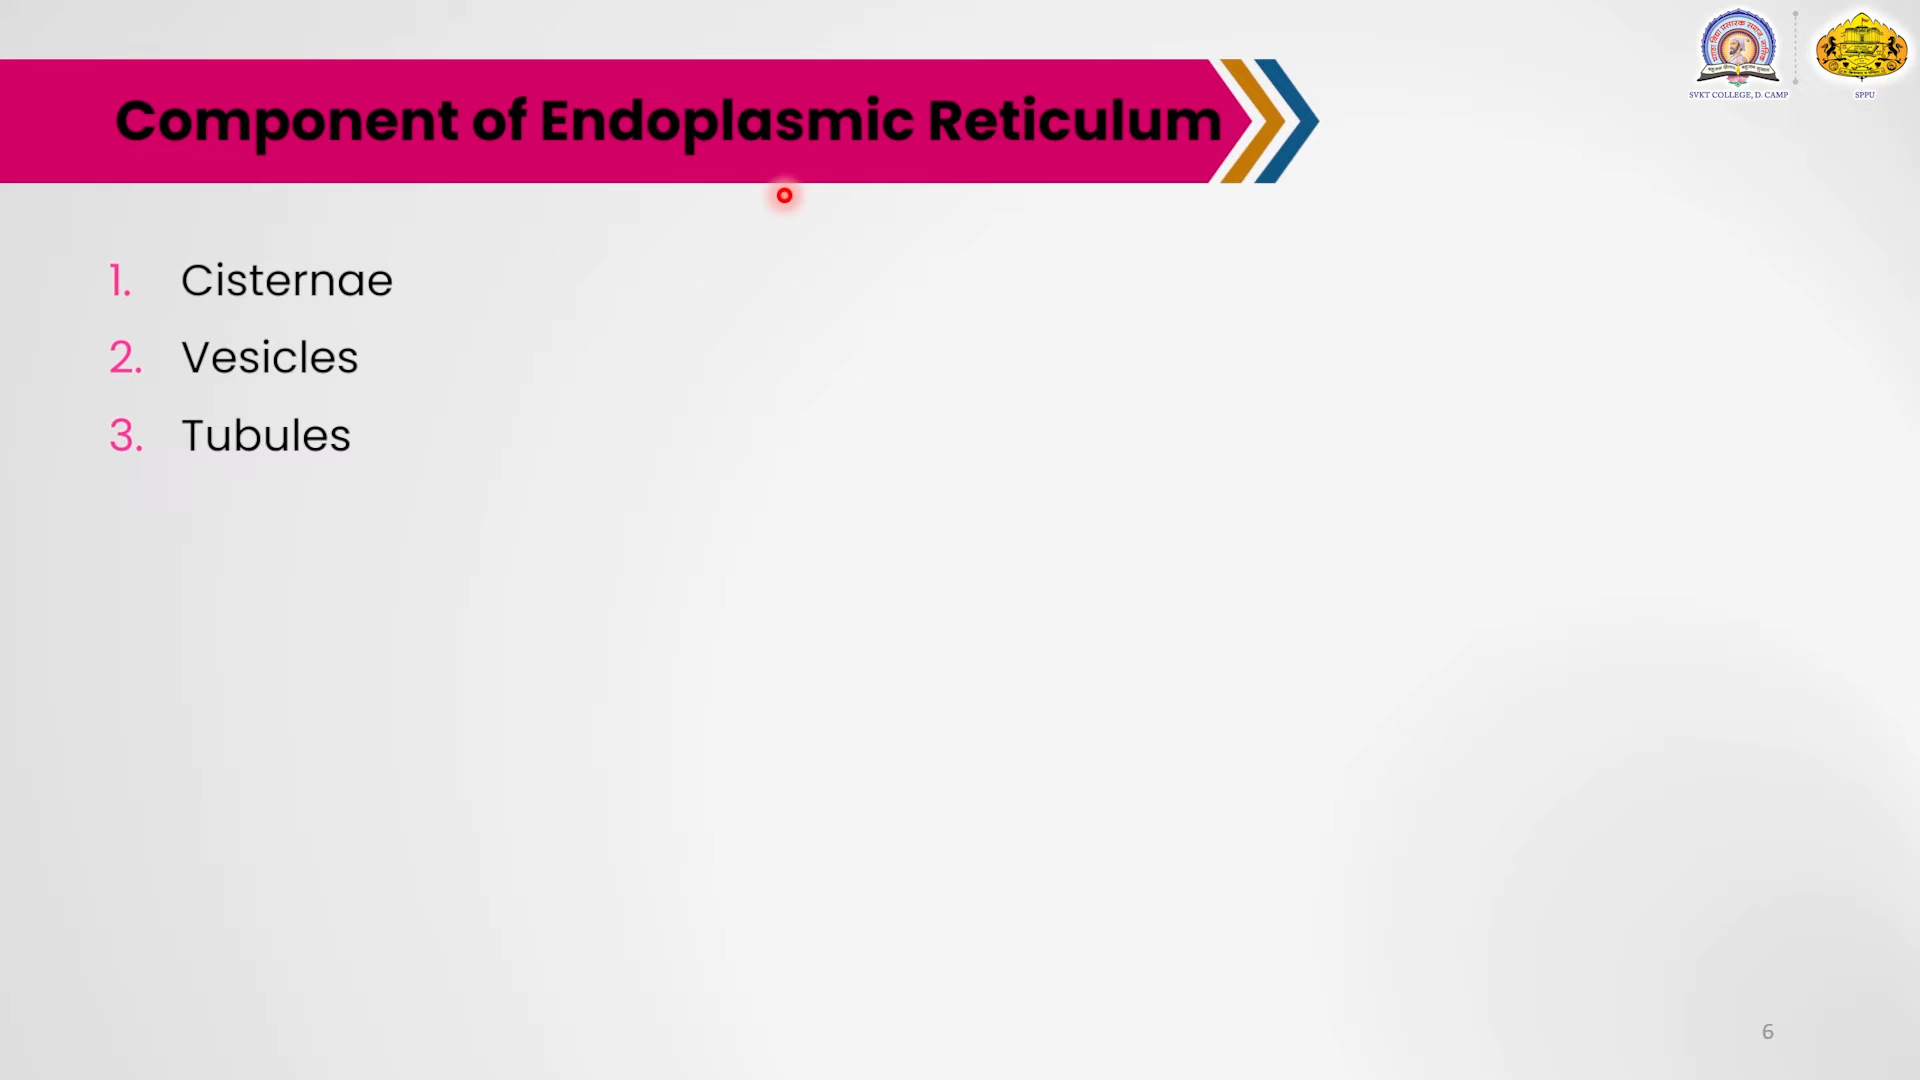 Component of Endoplasmic Reticulum
SVKT COLLEGE, D. CAMP
SPPU
1. Cisternae
2. Vesicles
3. Tubules
6